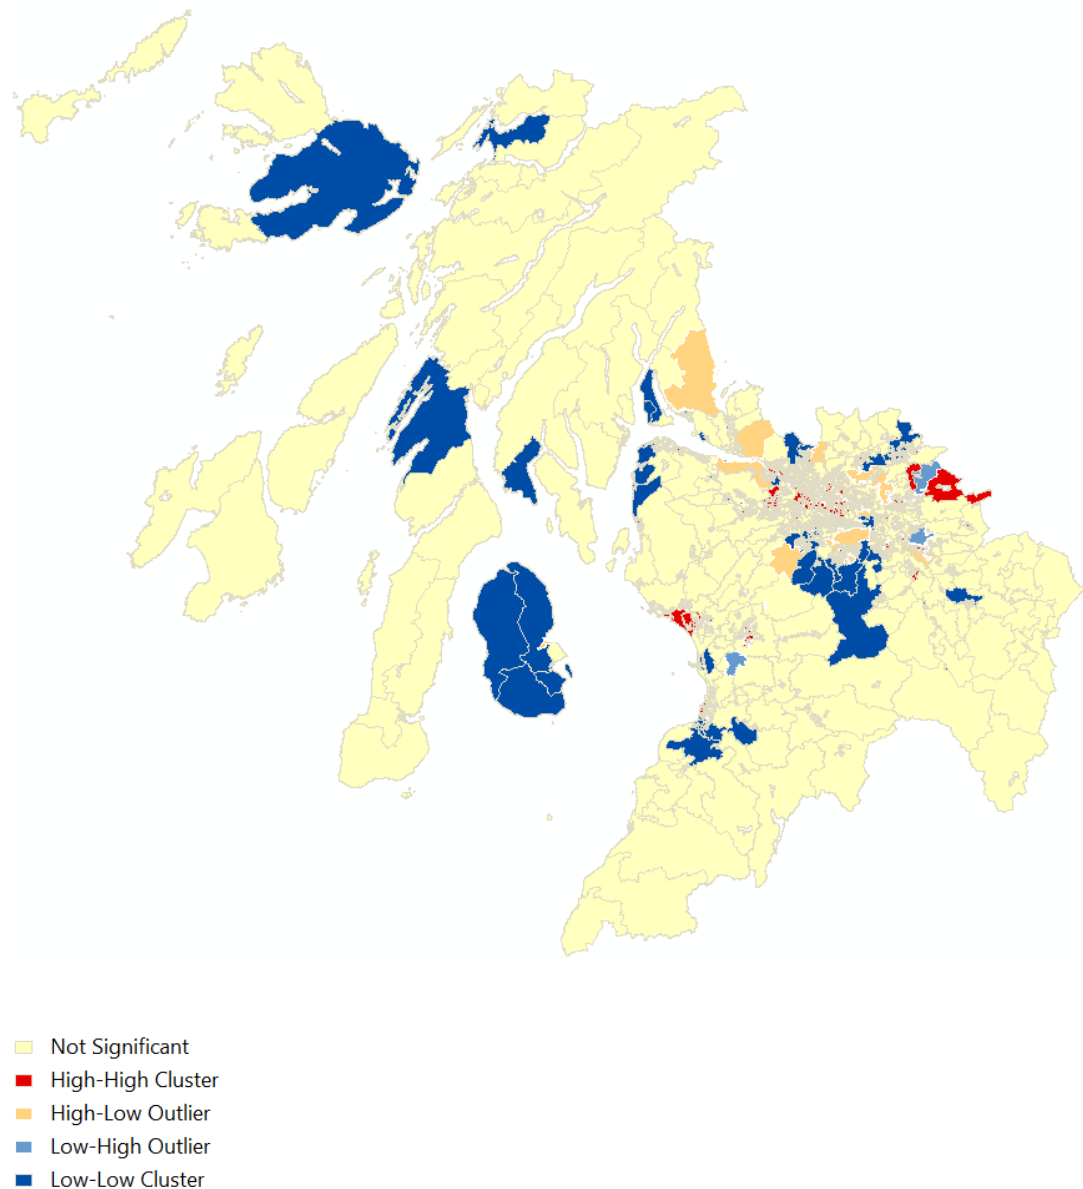 Not Significant
High-High Cluster
High-Low Outlier
Low-High Outlier
Low-Low Cluster